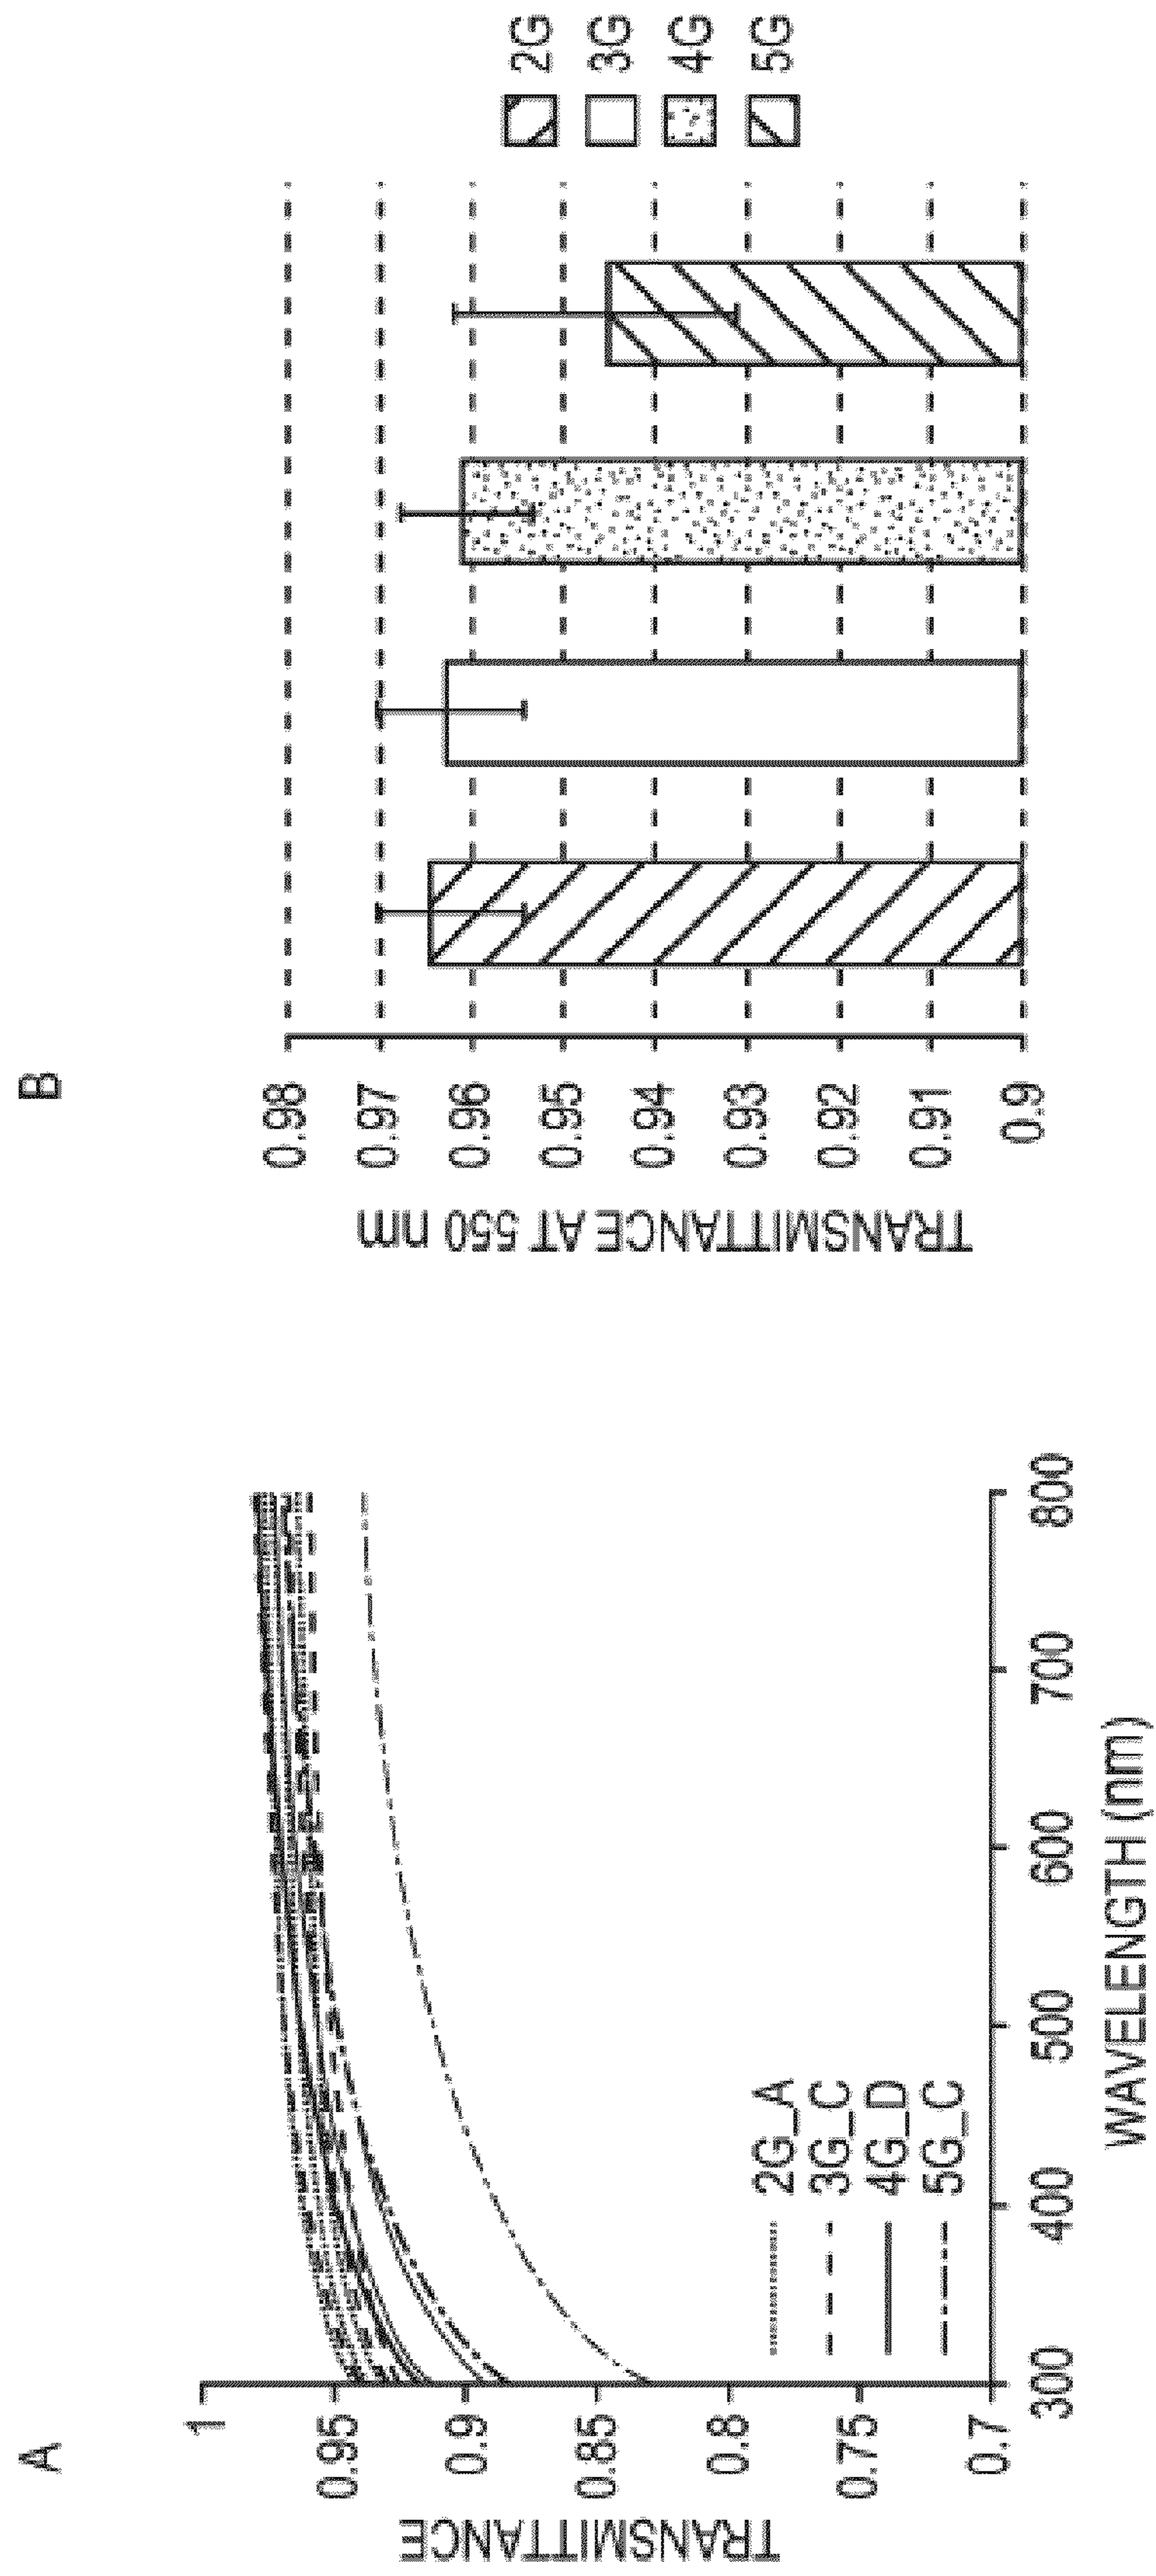 A
TRANSMITTANCE
1
0.95
0.9
0.85
0.8
0.75
0.7
2G_A
3G_C
4G_D
5G_C
300
400
500
600
700
800
WAVELENGTH (nm)
B
TRANSMITTANCE AT 550 nm
0.98
0.97
0.96
0.95
0.94
0.93
0.92
0.91
0.9
2G
3G
4G
5G